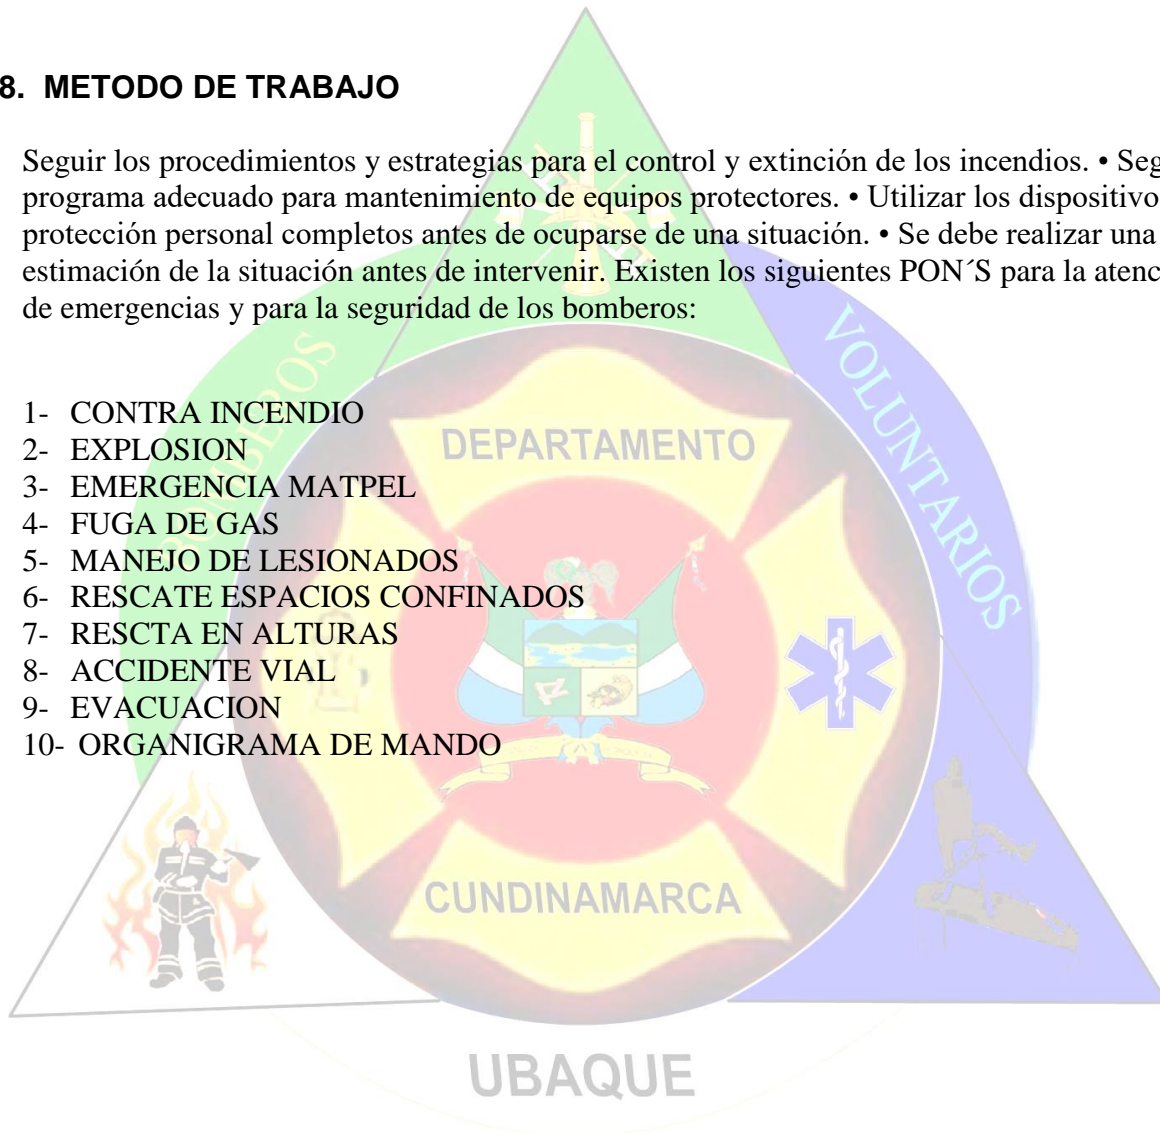 8. METODO DE TRABAJO
Seguir los procedimientos y estrategias para el control y extinción de los incendios. •
programa adecuado para mantenimiento de equipos protectores. • Utilizar los
protección personal completos antes de ocuparse de una situación. • Se debe realizar una
estimación de la situación antes de intervenir. Existen los siguientes PON´S para la
de emergencias y para la seguridad de los bomberos:
1- CONTRA INCENDIO
2- EXPLOSION
3- EMERGENCIA MATPEL
4- FUGA DE GAS
5- MANEJO DE LESIONADOS
6- RESCATE ESPACIOS CONFINADOS
7- RESCTA EN ALTURAS
8- ACCIDENTE VIAL
9- EVACUACION
10- ORGANIGRAMA DE MANDO
BOMBEROS
VOLUNTARIOS
DEPARTAMENTO
CUNDINAMARCA
UBAQUE